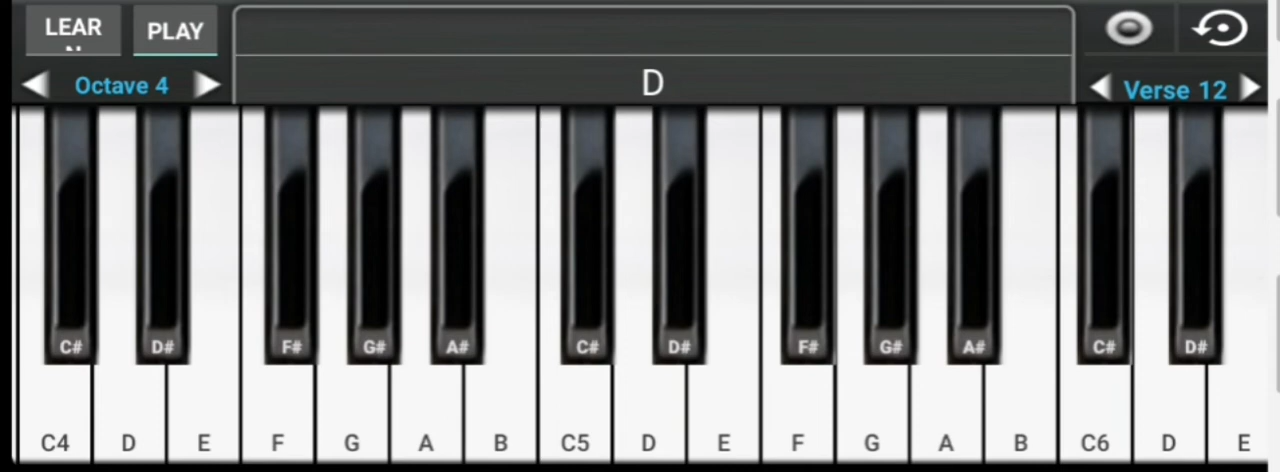 LEAR
PLAY
Octave 4
D
Verse 12
C# D# F# G# A# C# D# F# G# A# C# D#
C4 D E F G A B C5 D E F G A B C6 D E